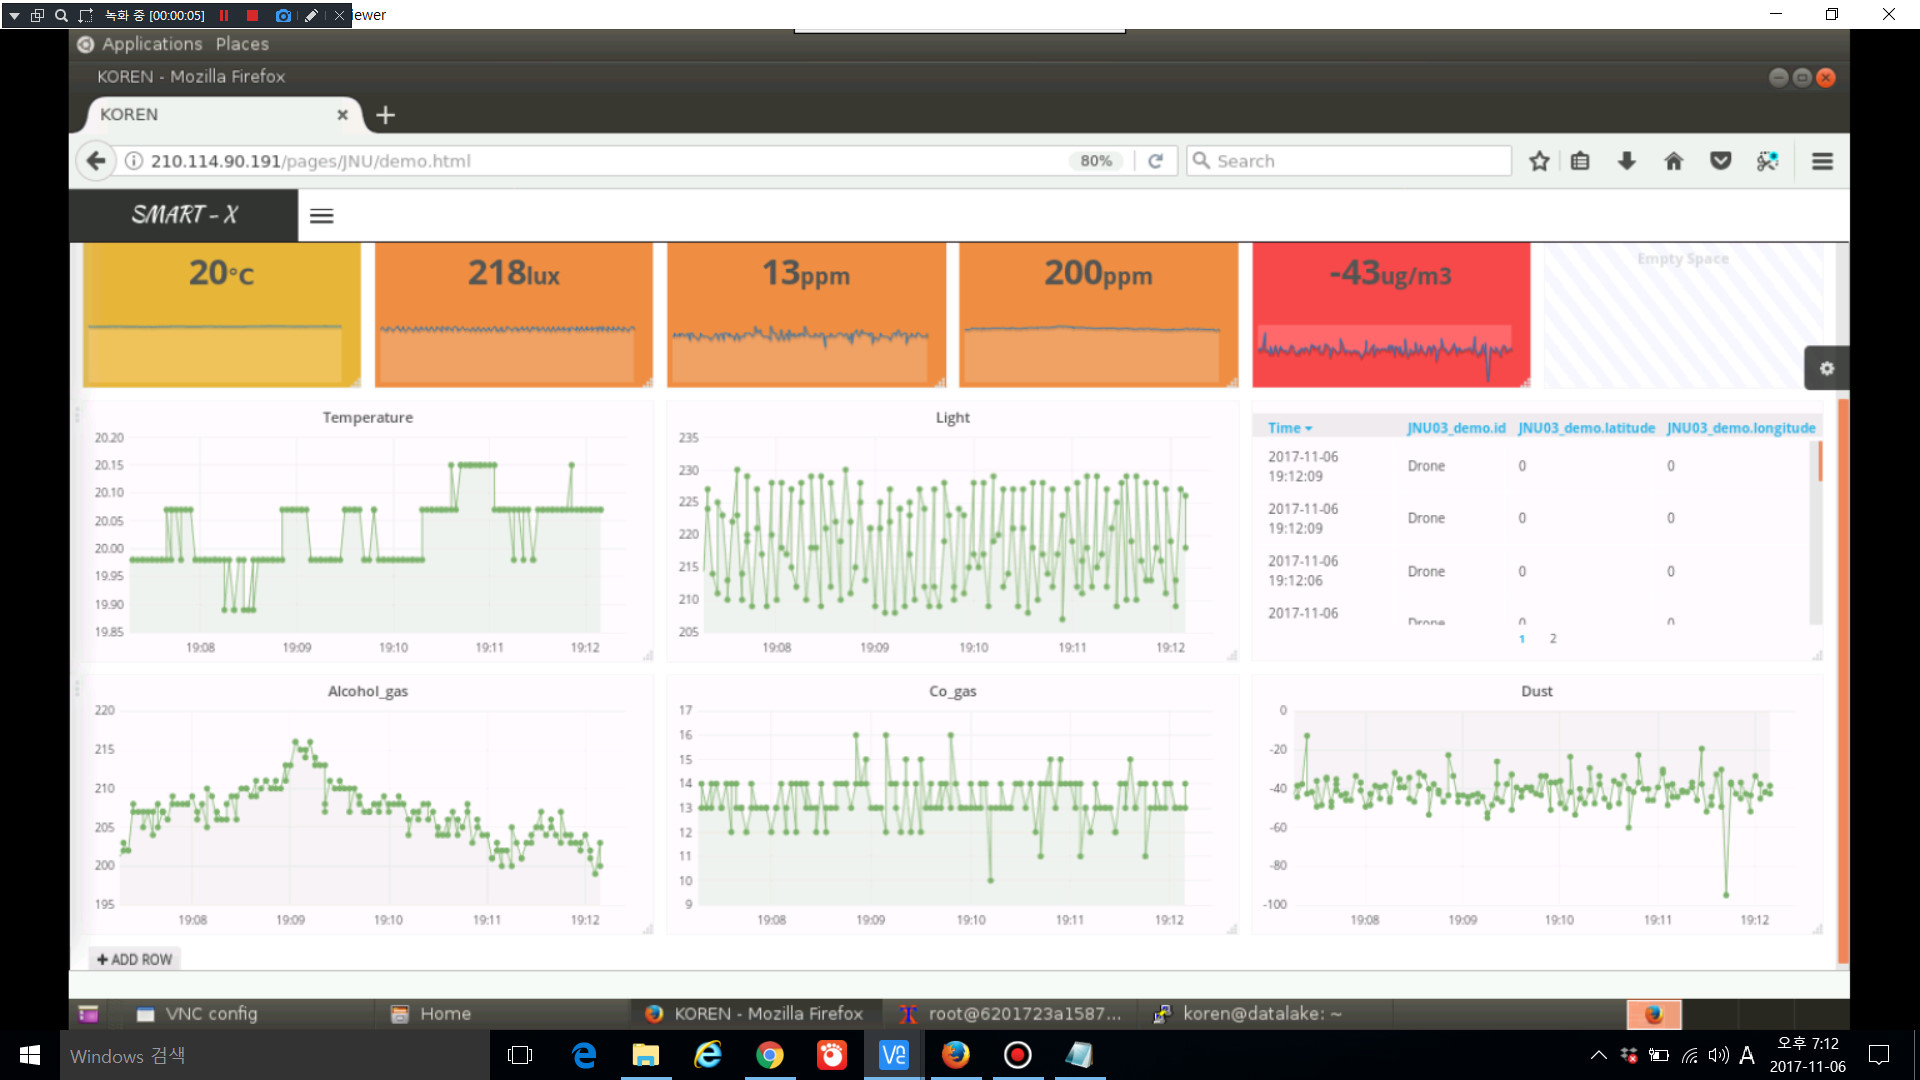 녹화 중 [00:00:05]
iewer
Applications Places
KOREN - Mozilla Firefox
KOREN
210.114.90.191/pages/JNU/demo.html
80%
Search
SMART - X
20°C
218lux
13ppm
200ppm
-43ug/m3
Empty Space
Temperature
20.20
20.15
20.10
20.05
20.00
19.95
19.90
19.85
19:08 19:09 19:10 19:11 19:12
Light
235
230
225
220
215
210
205
19:08 19:09 19:10 19:11 19:12
Time JNU03_demo.id JNU03_demo.latitude JNU03_demo.longitude
2017-11-06
19:12:09
Drone 0 0
2017-11-06
19:12:09
Drone 0 0
2017-11-06
19:12:06
Drone 0 0
2017-11-06
Drone 0 0
1 2
Alcohol_gas
220
215
210
205
200
195
19:08 19:09 19:10 19:11 19:12
Co_gas
17
16
15
14
13
12
11
10
9
19:08 19:09 19:10 19:11 19:12
Dust
0
-20
-40
-60
-80
-100
19:08 19:09 19:10 19:11 19:12
+ ADD ROW
VNC config
Home
KOREN - Mozilla Firefox
root@6201723a1587...
koren@datalake: ~
Windows 검색
VC
A
오후 7:12
2017-11-06